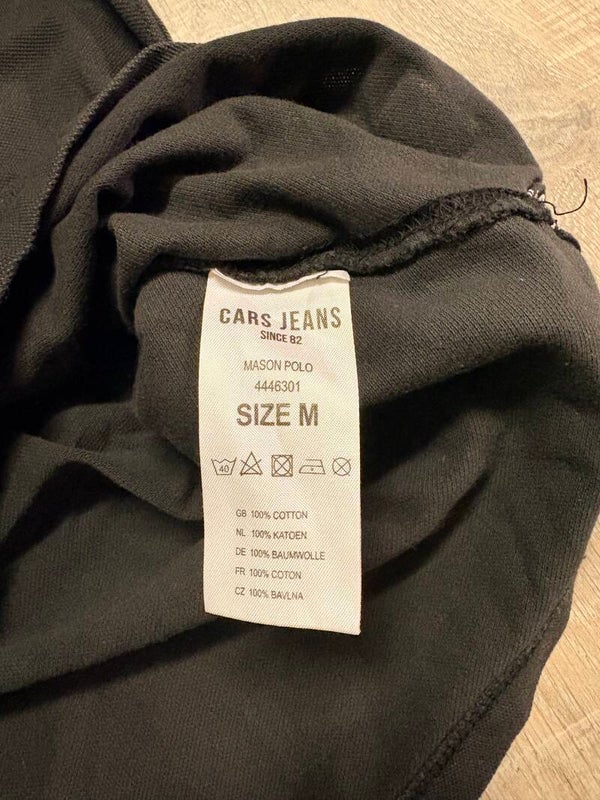 CARS JEANS
SINCE 82
MASON POLO
4446301
SIZE M
40
GB 100% COTTON
NL 100% KATOEN
DE 100% BAUMWOLLE
FR 100% COTON
CZ 100% BAVLNA